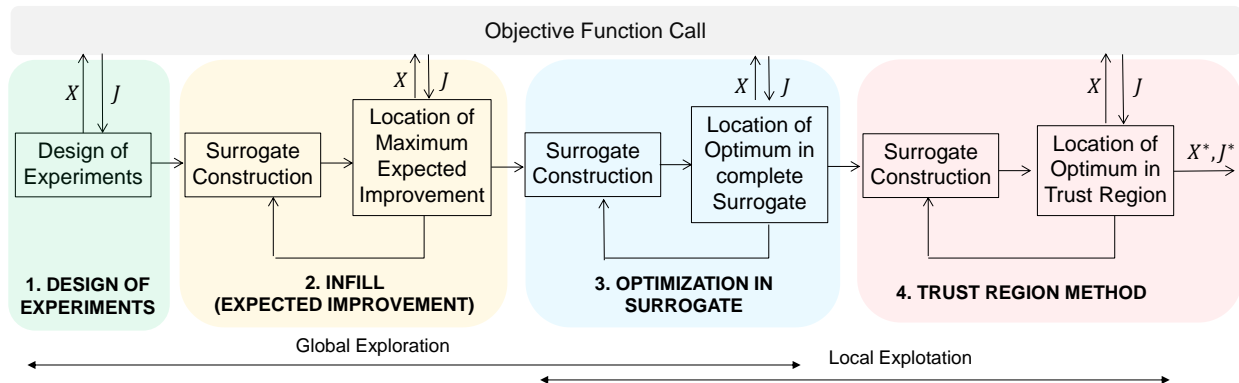 Objective Function Call
X
J
X
J
X
J
X
J
Design of
Experiments
Surrogate
Construction
Location of
Maximum
Expected
Improvement
Surrogate
Construction
Location of
Optimum in
complete
Surrogate
Surrogate
Construction
Location of
Optimum in
Trust Region
X*, J*
1. DESIGN OF
EXPERIMENTS
2. INFILL
(EXPECTED IMPROVEMENT)
3. OPTIMIZATION IN
SURROGATE
4. TRUST REGION METHOD
Global Exploration
Local Explotation